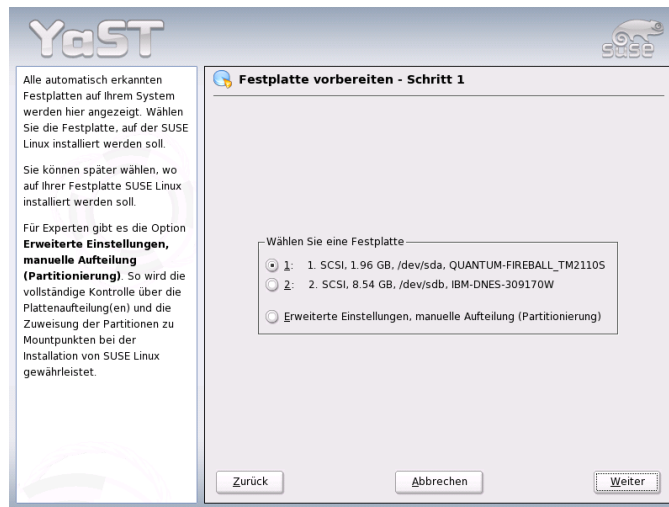 YaST
SUSE
Alle automatisch erkannten
Festplatten auf Ihrem System
werden hier angezeigt. Wählen
Sie die Festplatte, auf der SUSE
Linux installiert werden soll.
Sie können später wählen, wo
auf Ihrer Festplatte SUSE Linux
installiert werden soll.
Für Experten gibt es die Option
Erweiterte Einstellungen,
manuelle Aufteilung
(Partitionierung). So wird die
vollständige Kontrolle über die
Plattenaufteilung(en) und die
Zuweisung der Partitionen zu
Mountpunkten bei der
Installation von SUSE Linux
gewährleistet.
Festplatte vorbereiten - Schritt 1
Wählen Sie eine Festplatte
1: 1. SCSI, 1.96 GB, /dev/sda, QUANTUM-FIREBALL_TM2110S
2: 2. SCSI, 8.54 GB, /dev/sdb, IBM-DNES-309170W
Erweiterte Einstellungen, manuelle Aufteilung (Partitionierung)
Zurück
Abbrechen
Weiter